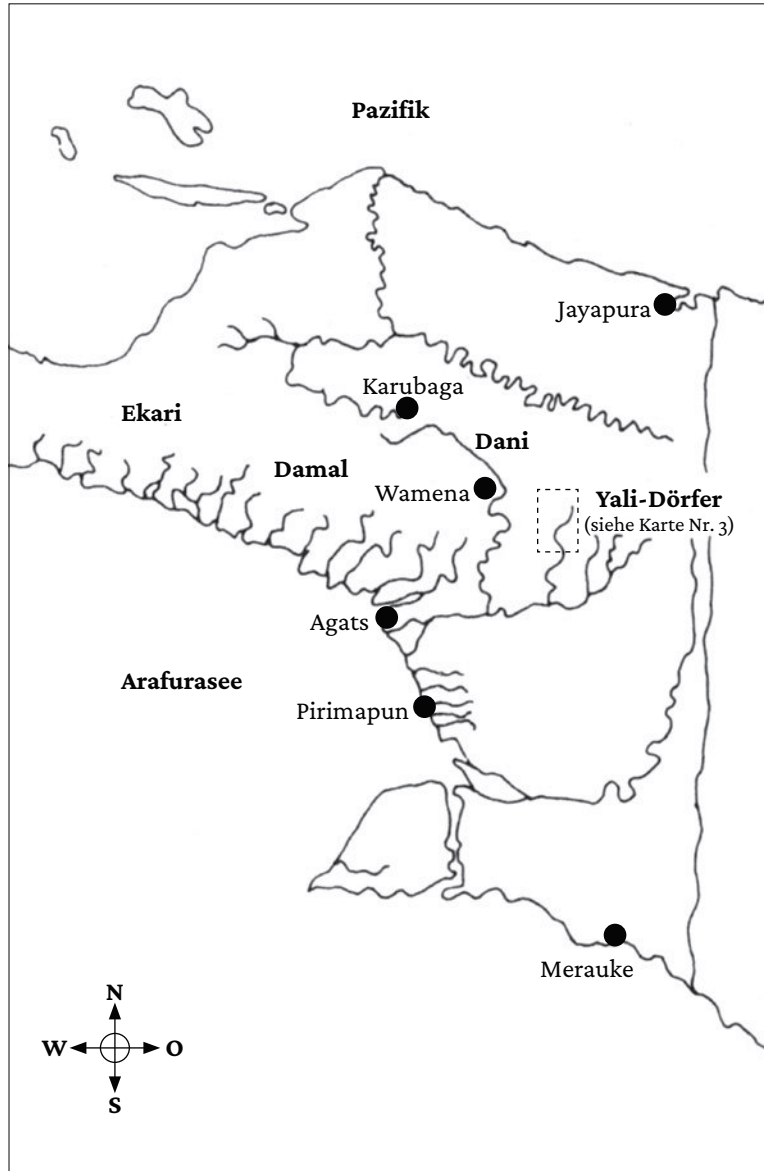 Pazifik
Jayapura
Karubaga
Ekari
Dani
Damal
Wamena
Yali-Dörfer
(siehe Karte Nr. 3)
Agats
Arafurasee
Pirimapun
Merauke
N
W O
S